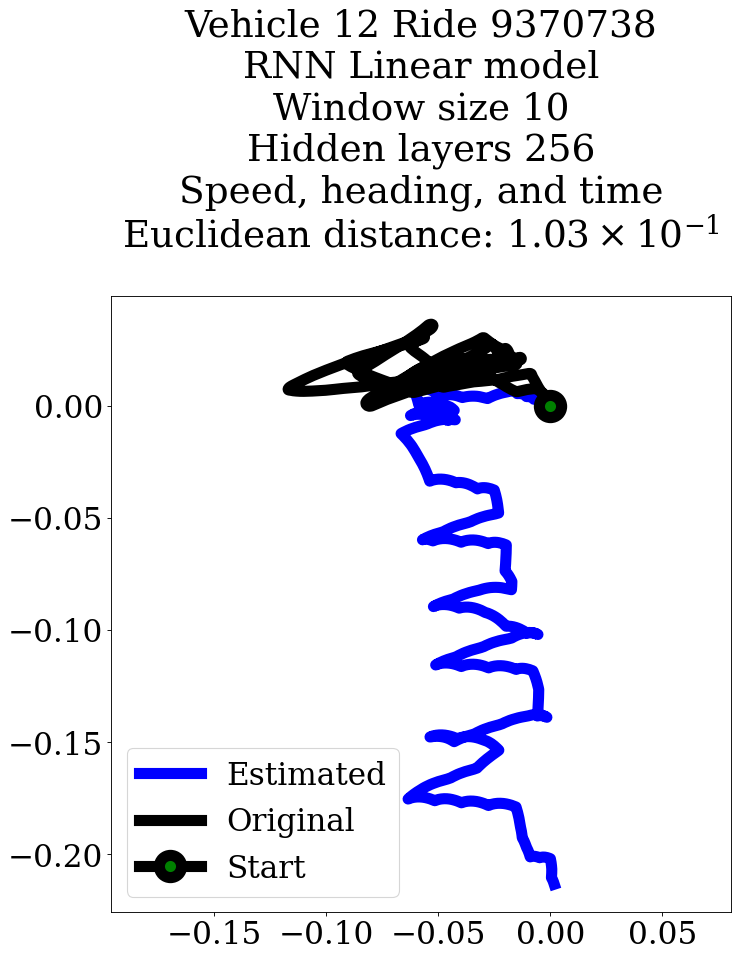 Vehicle 12 Ride 9370738
RNN Linear model
Window size 10
Hidden layers 256
Speed, heading, and time
Euclidean distance: 1.03 × 10⁻¹
0.00
−0.05
−0.10
−0.15
−0.20
Estimated
Original
Start
−0.15 −0.10 −0.05 0.00 0.05